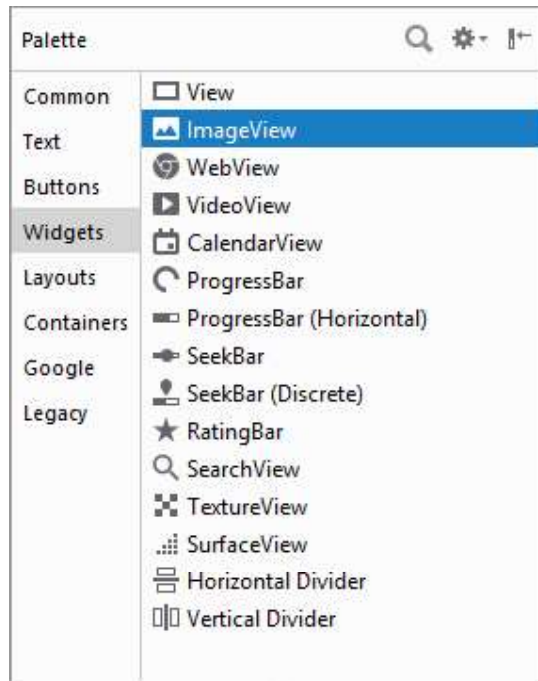 Palette
Common
Text
Buttons
Widgets
Layouts
Containers
Google
Legacy
View
ImageView
WebView
VideoView
CalendarView
ProgressBar
ProgressBar (Horizontal)
SeekBar
SeekBar (Discrete)
RatingBar
SearchView
TextureView
SurfaceView
Horizontal Divider
Vertical Divider